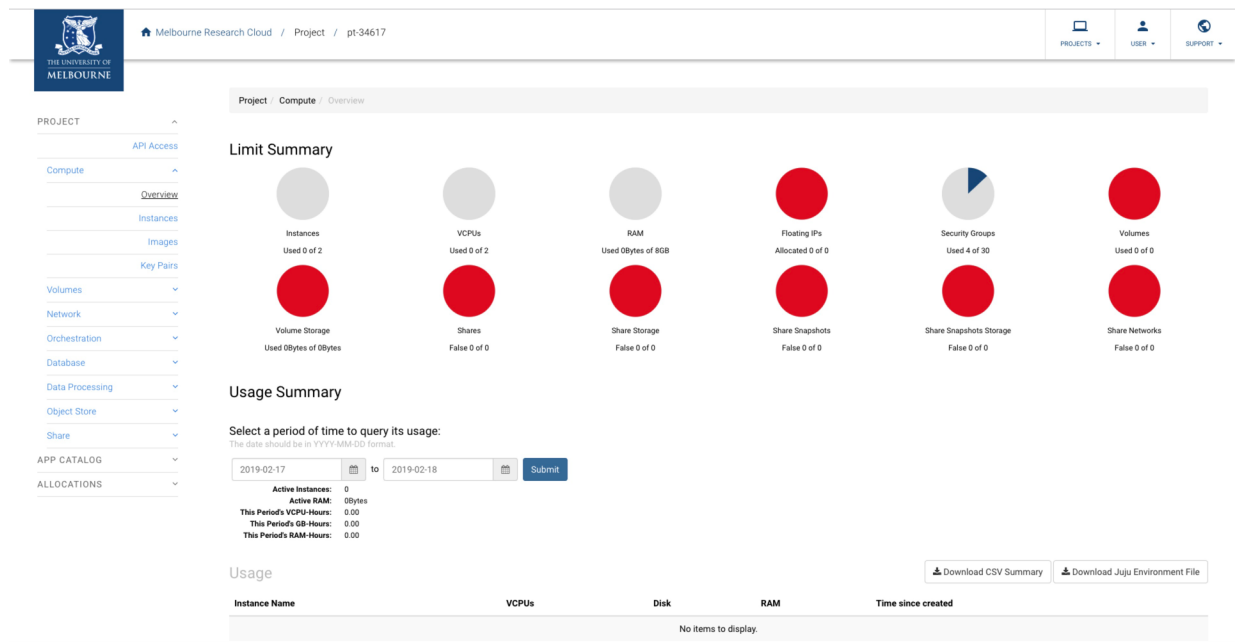 Melbourne Research Cloud / Project / pt-34617
PROJECTS
USER
SUPPORT
THE UNIVERSITY OF
MELBOURNE
Project / Compute / Overview
PROJECT
API Access
Compute
Overview
Instances
Images
Key Pairs
Volumes
Network
Orchestration
Database
Data Processing
Object Store
Share
APP CATALOG
ALLOCATIONS
Limit Summary
Instances
Used 0 of 2
VCPUs
Used 0 of 2
RAM
Used 0Bytes of 8GB
Floating IPs
Allocated 0 of 0
Security Groups
Used 4 of 30
Volumes
Used 0 of 0
Volume Storage
Used 0Bytes of 0Bytes
Shares
False 0 of 0
Share Storage
False 0 of 0
Share Snapshots
False 0 of 0
Share Snapshots Storage
False 0 of 0
Share Networks
False 0 of 0
Usage Summary
Select a period of time to query its usage:
The date should be in YYYY-MM-DD format.
2019-02-17 to 2019-02-18 Submit
Active Instances: 0
Active RAM: 0Bytes
This Period's VCPU-Hours: 0.00
This Period's GB-Hours: 0.00
This Period's RAM-Hours: 0.00
Usage
Download CSV Summary
Download Juju Environment File
Instance Name VCPUs Disk RAM Time since created
No items to display.